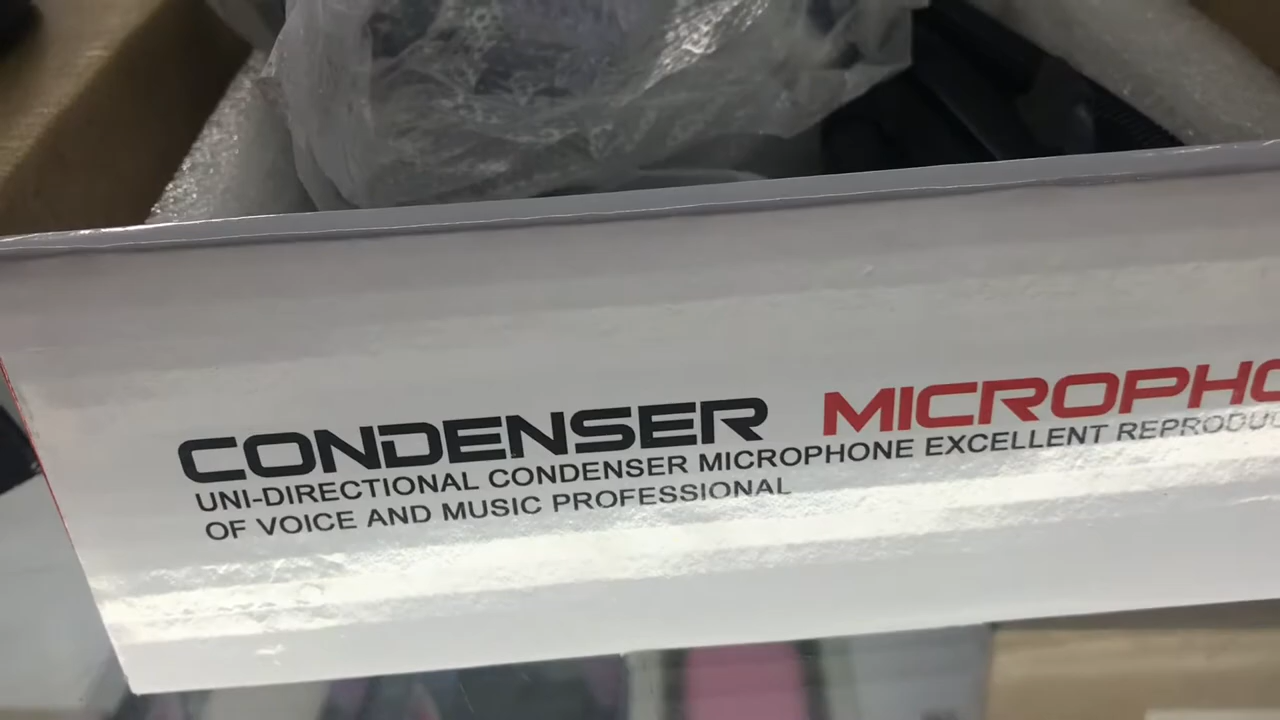 CONDENSER
UNI-DIRECTIONAL CONDENSER MICROPHONE EXCELLENT
OF VOICE AND MUSIC PROFESSIONAL